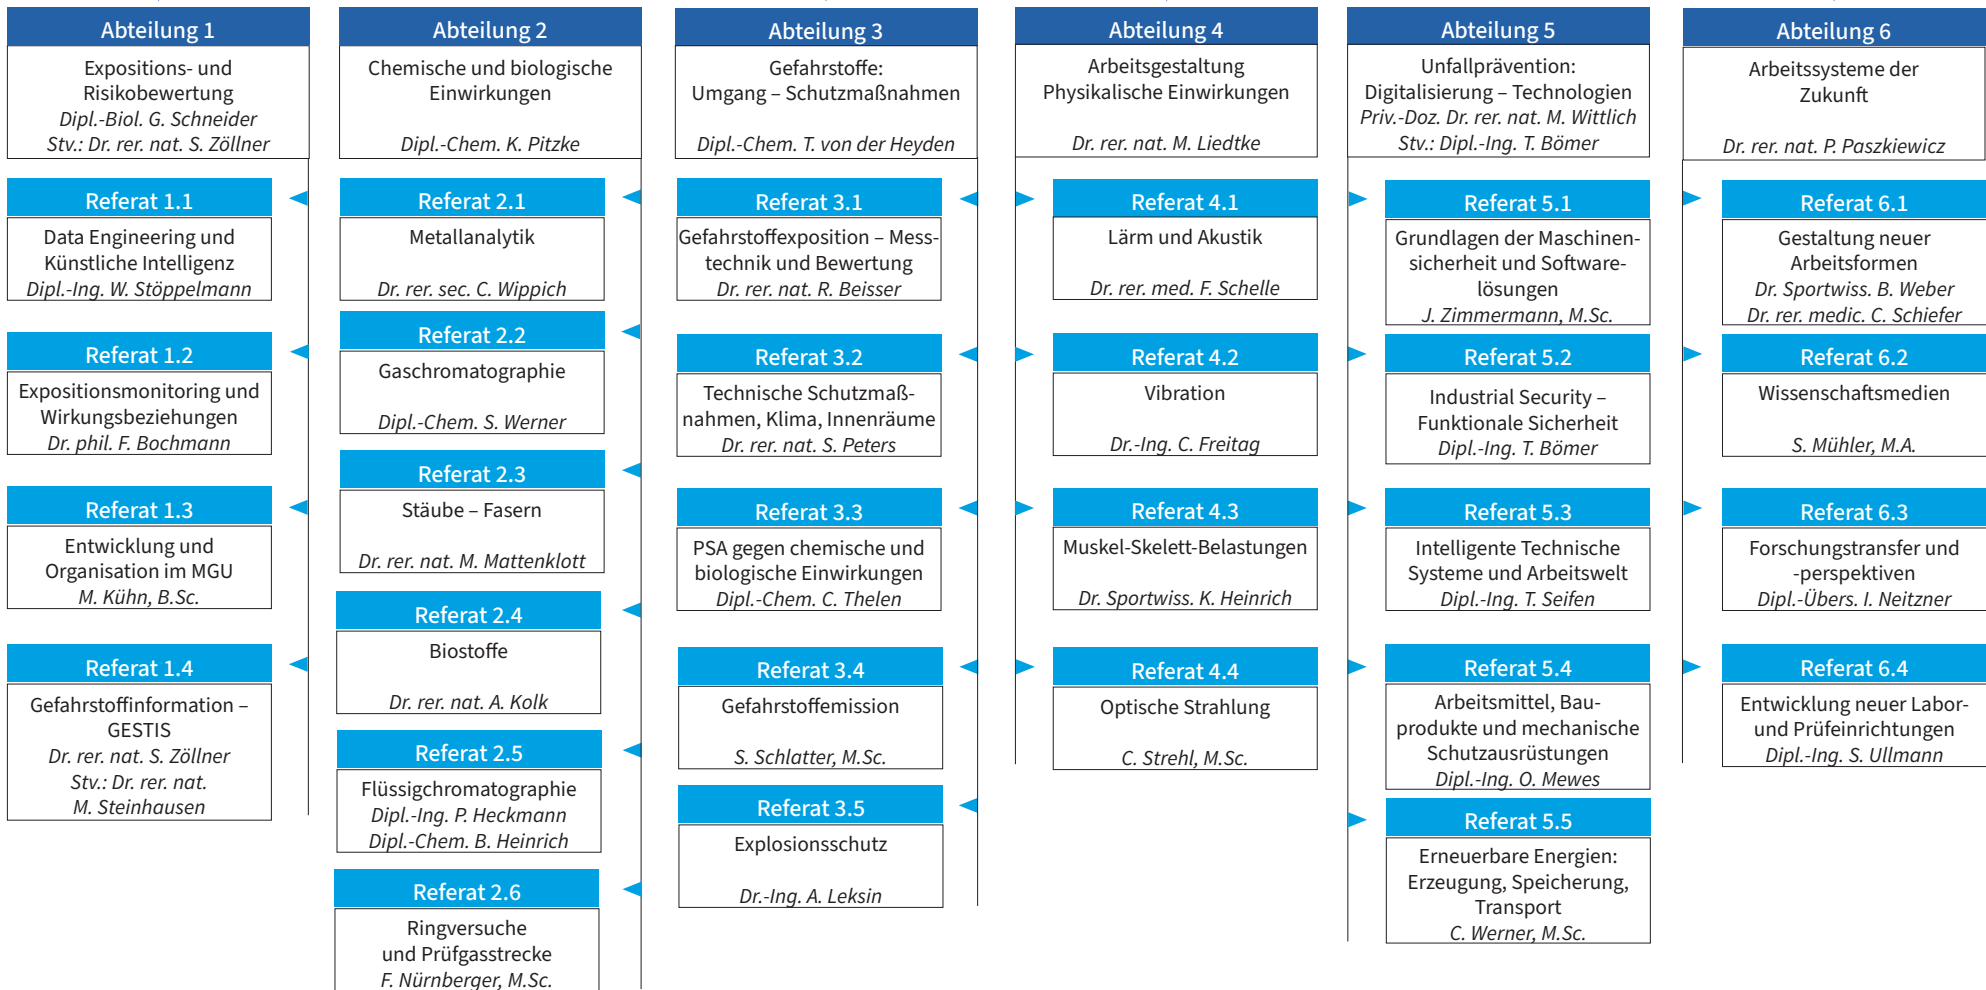 Abteilung 1
Expositions- und
Risikobewertung
Dipl.-Biol. G. Schneider
Stv.: Dr. rer. nat. S. Zöllner
Referat 1.1
Data Engineering und
Künstliche Intelligenz
Dipl.-Ing. W. Stöppelmann
Referat 1.2
Expositionsmonitoring und
Wirkungsbeziehungen
Dr. phil. F. Bochmann
Referat 1.3
Entwicklung und
Organisation im MGU
M. Kühn, B.Sc.
Referat 1.4
Gefahrstoffinformation –
GESTIS
Dr. rer. nat. S. Zöllner
Stv.: Dr. rer. nat.
M. Steinhausen
Abteilung 2
Chemische und biologische
Einwirkungen
Dipl.-Chem. K. Pitzke
Referat 2.1
Metallanalytik
Dr. rer. sec. C. Wippich
Referat 2.2
Gaschromatographie
Dipl.-Chem. S. Werner
Referat 2.3
Stäube – Fasern
Dr. rer. nat. M. Mattenklott
Referat 2.4
Biostoffe
Dr. rer. nat. A. Kolk
Referat 2.5
Flüssigchromatographie
Dipl.-Ing. P. Heckmann
Dipl.-Chem. B. Heinrich
Referat 2.6
Ringversuche
und Prüfgasstrecke
F. Nürnberger, M.Sc.
Abteilung 3
Gefahrstoffe:
Umgang – Schutzmaßnahmen
Dipl.-Chem. T. von der Heyden
Referat 3.1
Gefahrstoffexposition – Mess-
technik und Bewertung
Dr. rer. nat. R. Beisser
Referat 3.2
Technische Schutzmaß-
nahmen, Klima, Innenräume
Dr. rer. nat. S. Peters
Referat 3.3
PSA gegen chemische und
biologische Einwirkungen
Dipl.-Chem. C. Thelen
Referat 3.4
Gefahrstoffemission
S. Schlatter, M.Sc.
Referat 3.5
Explosionsschutz
Dr.-Ing. A. Leksin
Abteilung 4
Arbeitsgestaltung
Physikalische Einwirkungen
Dr. rer. nat. M. Liedtke
Referat 4.1
Lärm und Akustik
Dr. rer. med. F. Schelle
Referat 4.2
Vibration
Dr.-Ing. C. Freitag
Referat 4.3
Muskel-Skelett-Belastungen
Dr. Sportwiss. K. Heinrich
Referat 4.4
Optische Strahlung
C. Strehl, M.Sc.
Abteilung 5
Unfallprävention:
Digitalisierung – Technologien
Priv.-Doz. Dr. rer. nat. M. Wittlich
Stv.: Dipl.-Ing. T. Bömer
Referat 5.1
Grundlagen der Maschinen-
sicherheit und Software-
lösungen
J. Zimmermann, M.Sc.
Referat 5.2
Industrial Security –
Funktionale Sicherheit
Dipl.-Ing. T. Bömer
Referat 5.3
Intelligente Technische
Systeme und Arbeitswelt
Dipl.-Ing. T. Seifen
Referat 5.4
Arbeitsmittel, Bau-
produkte und mechanische
Schutzausrüstungen
Dipl.-Ing. O. Mewes
Referat 5.5
Erneuerbare Energien:
Erzeugung, Speicherung,
Transport
C. Werner, M.Sc.
Abteilung 6
Arbeitssysteme der
Zukunft
Dr. rer. nat. P. Paszkiewicz
Referat 6.1
Gestaltung neuer
Arbeitsformen
Dr. Sportwiss. B. Weber
Dr. rer. medic. C. Schiefer
Referat 6.2
Wissenschaftsmedien
S. Mühler, M.A.
Referat 6.3
Forschungstransfer und
-perspektiven
Dipl.-Übers. I. Neitzner
Referat 6.4
Entwicklung neuer Labor-
und Prüfeinrichtungen
Dipl.-Ing. S. Ullmann